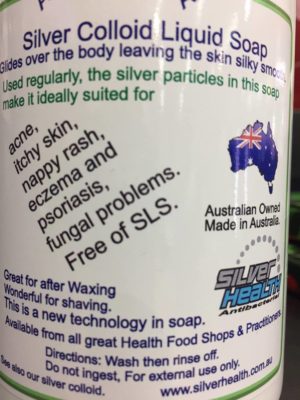 Silver Colloid Liquid Soap
Glides over the body leaving the skin silky smooth
Used regularly, the silver particles in this soap
make it ideally suited for
acne,
itchy skin,
nappy rash,
eczema and
psoriasis,
fungal problems.
Free of SLS.
Australian Owned
Made in Australia.
SILVER
HEALTH
Antibacterial
Great for after Waxing
Wonderful for shaving.
This is a new technology in soap.
Available from all great Health Food Shops & Practitioners.
Directions: Wash then rinse off.
Do not ingest, For external use only.
See also our silver colloid.
www.silverhealth.com.au